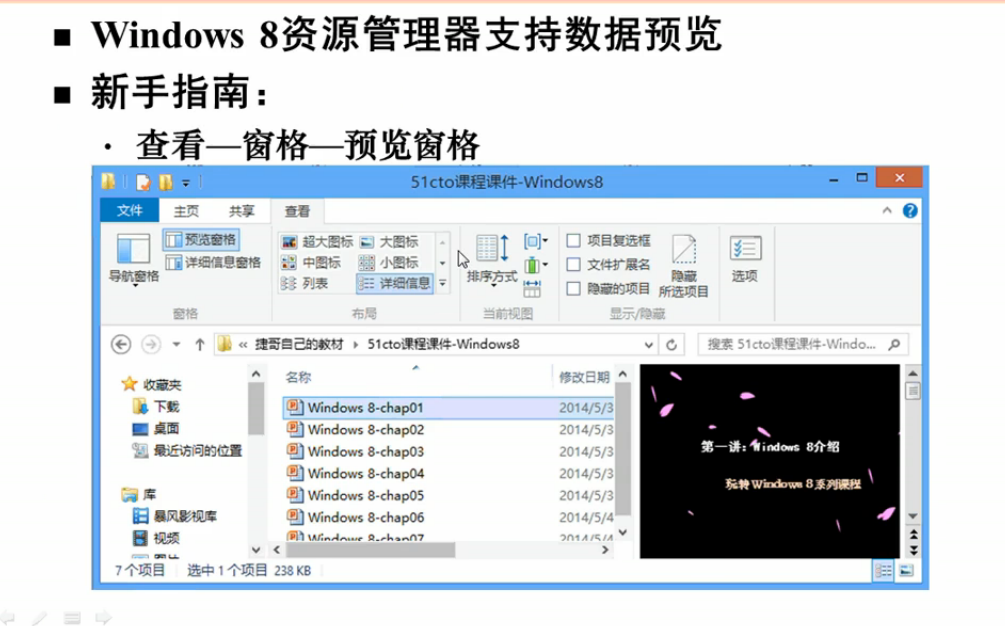 Windows 8资源管理器支持数据预览
新手指南：
查看—窗格—预览窗格
51cto课程课件-Windows8
文件 主页 共享 查看
导航窗格
预览窗格
详细信息窗格
窗格
超大图标 大图标
中图标 小图标
列表 详细信息
布局
排序方式
当前视图
项目复选框
文件扩展名
隐藏的项目
隐藏
所选项目
显示/隐藏
选项
« 捷哥自己的教材 51cto课程课件-Windows8
搜索 51cto课程课件-Windo...
收藏夹
下载
桌面
最近访问的位置
库
暴风影视库
视频
图片
名称 修改日期
Windows 8-chap01 2014/5/3
Windows 8-chap02 2014/5/3
Windows 8-chap03 2014/5/3
Windows 8-chap04 2014/5/3
Windows 8-chap05 2014/5/3
Windows 8-chap06 2014/5/4
Windows 8-chap07 2014/5/4
第一讲：Windows 8介绍
玩转Windows 8系列课程
7个项目 选中1个项目 238 KB